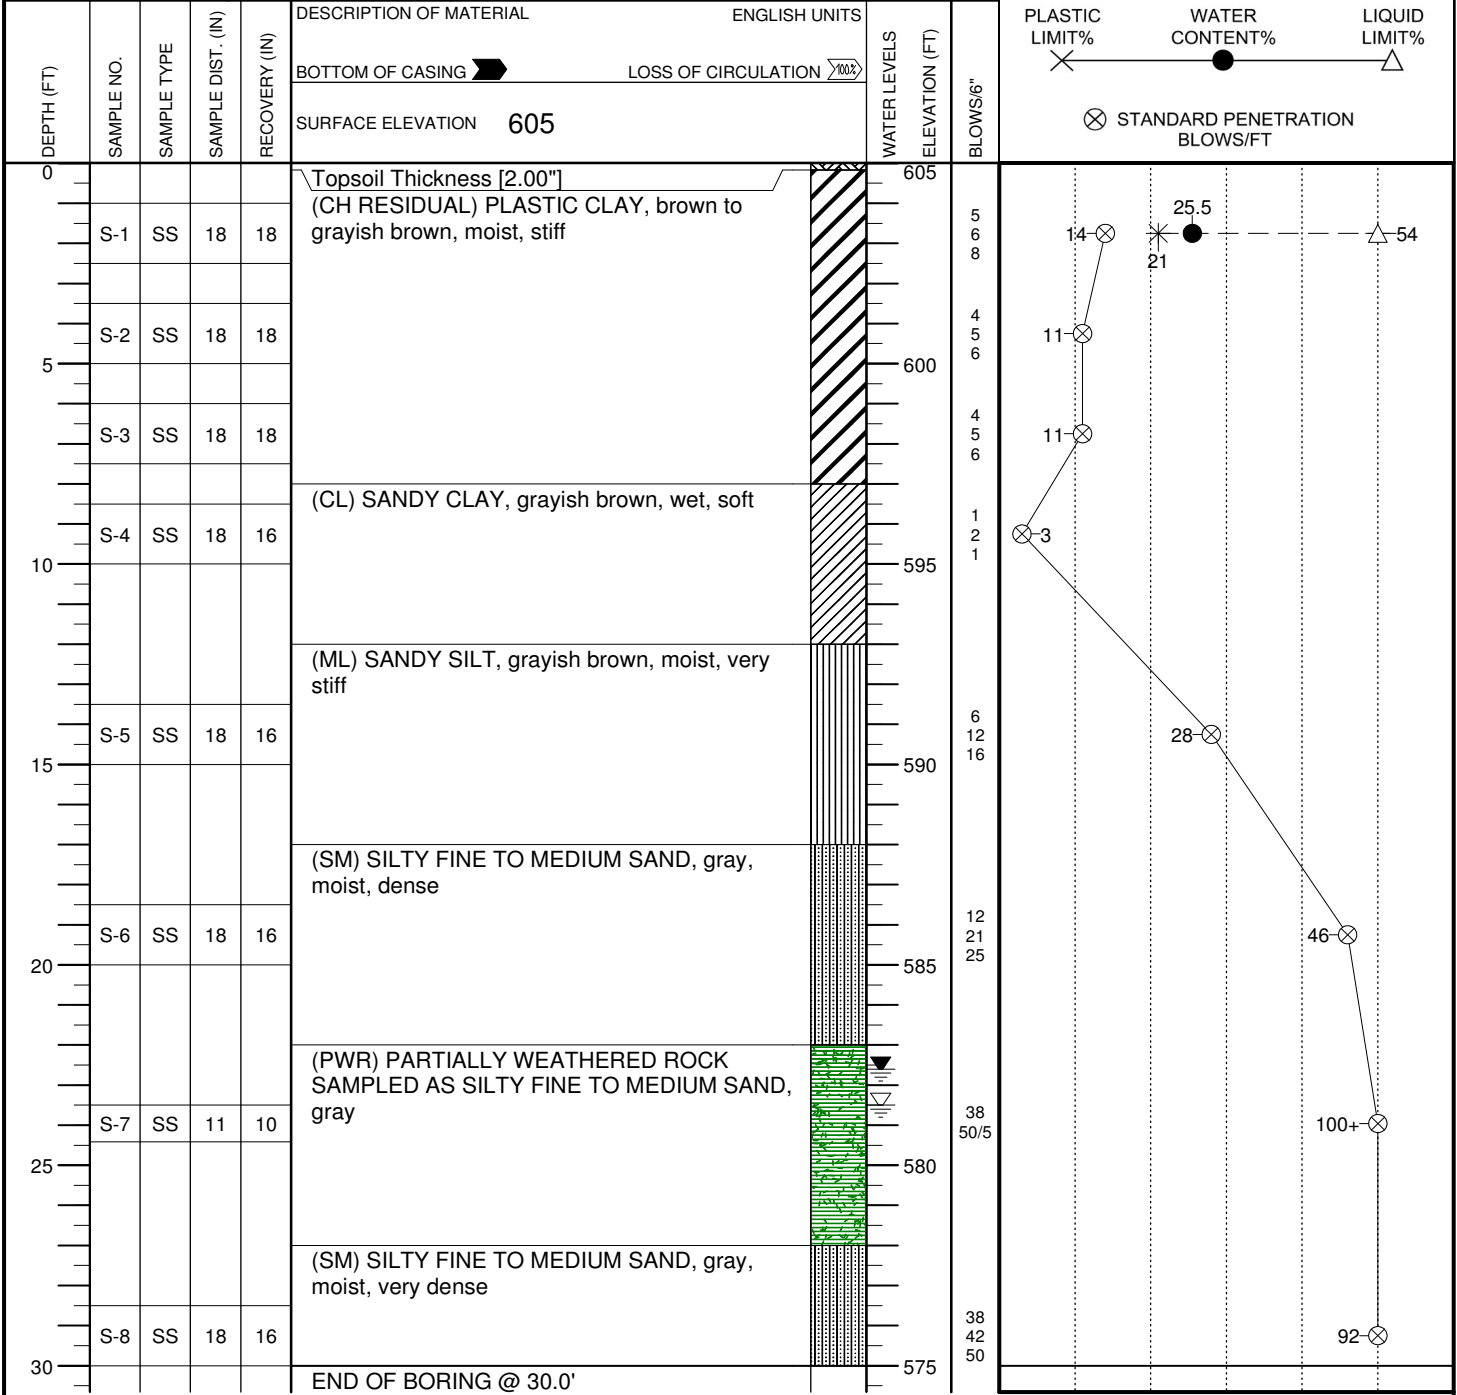 DEPTH (FT)
SAMPLE NO.
SAMPLE TYPE
SAMPLE DIST. (IN)
RECOVERY (IN)
DESCRIPTION OF MATERIAL ENGLISH UNITS
BOTTOM OF CASING LOSS OF CIRCULATION 100%
SURFACE ELEVATION 605
WATER LEVELS
ELEVATION (FT)
BLOWS/6"
PLASTIC WATER LIQUID
LIMIT% CONTENT% LIMIT%
STANDARD PENETRATION
BLOWS/FT
0 605
Topsoil Thickness [2.00"]
(CH RESIDUAL) PLASTIC CLAY, brown to
grayish brown, moist, stiff
S-1 SS 18 18
5
6
8
14 25.5 54
21
S-2 SS 18 18
4
5
6
11
5 600
S-3 SS 18 18
4
5
6
11
(CL) SANDY CLAY, grayish brown, wet, soft
S-4 SS 18 16
1
2
1
3
10 595
(ML) SANDY SILT, grayish brown, moist, very
stiff
S-5 SS 18 16
6
12
16
28
15 590
(SM) SILTY FINE TO MEDIUM SAND, gray,
moist, dense
S-6 SS 18 16
12
21
25
46
20 585
(PWR) PARTIALLY WEATHERED ROCK
SAMPLED AS SILTY FINE TO MEDIUM SAND,
gray
S-7 SS 11 10
38
50/5
100+
25 580
(SM) SILTY FINE TO MEDIUM SAND, gray,
moist, very dense
S-8 SS 18 16
38
42
50
92
30 575
END OF BORING @ 30.0'